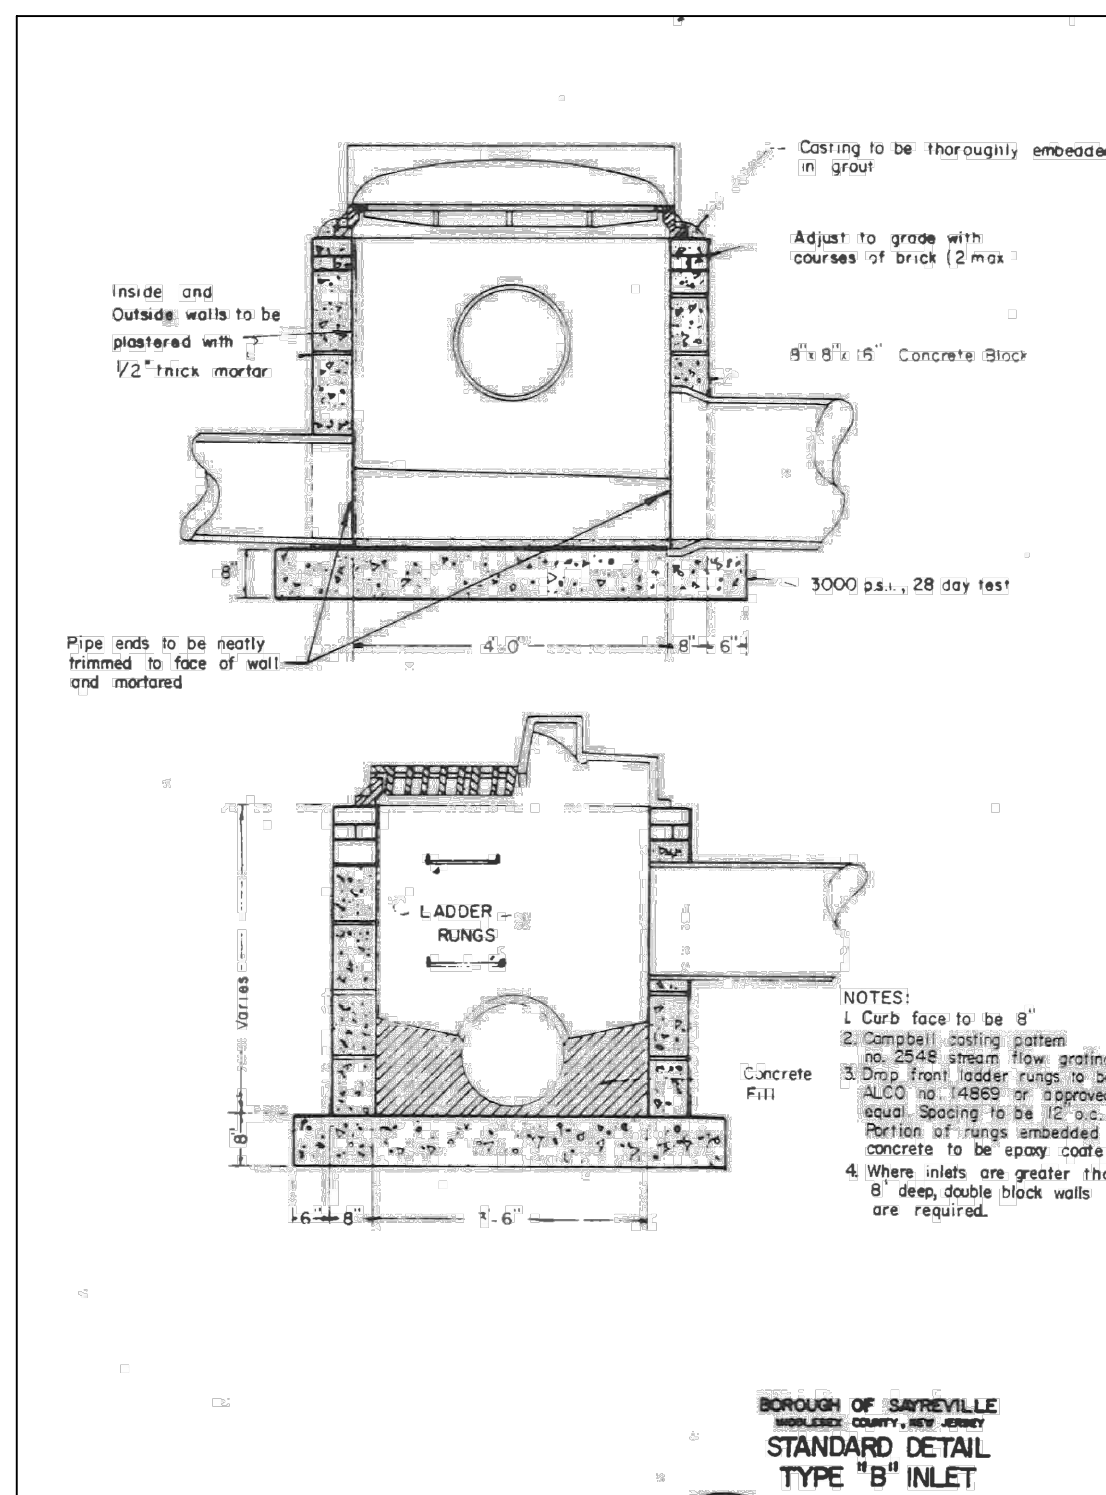 Casting to be thoroughly embedded
in grout
Adjust to grade with
courses of brick (2 max
Inside and
Outside walls to be
plastered with
1/2" thick mortar
8"x 8"x 16" Concrete Block
8"
3000 p.s.i., 28 day test
Pipe ends to be neatly
trimmed to face of wall
and mortared
4' 0"
8"
6"
LADDER
RUNGS
Varies
8"
Concrete
Fill
6"
8"
-6"
NOTES:
1. Curb face to be 8"
2. Campbell casting pattern
no. 2548 stream flow grating
3. Drop front ladder rungs to be
ALCO no. 14869 or approved
equal Spacing to be 12" o.c.
Portion of rungs embedded
concrete to be epoxy coate
4. Where inlets are greater tha
8' deep, double block walls
are required.
BOROUGH OF SAYREVILLE
MIDDLESEX COUNTY, NEW JERSEY
STANDARD DETAIL
TYPE "B" INLET